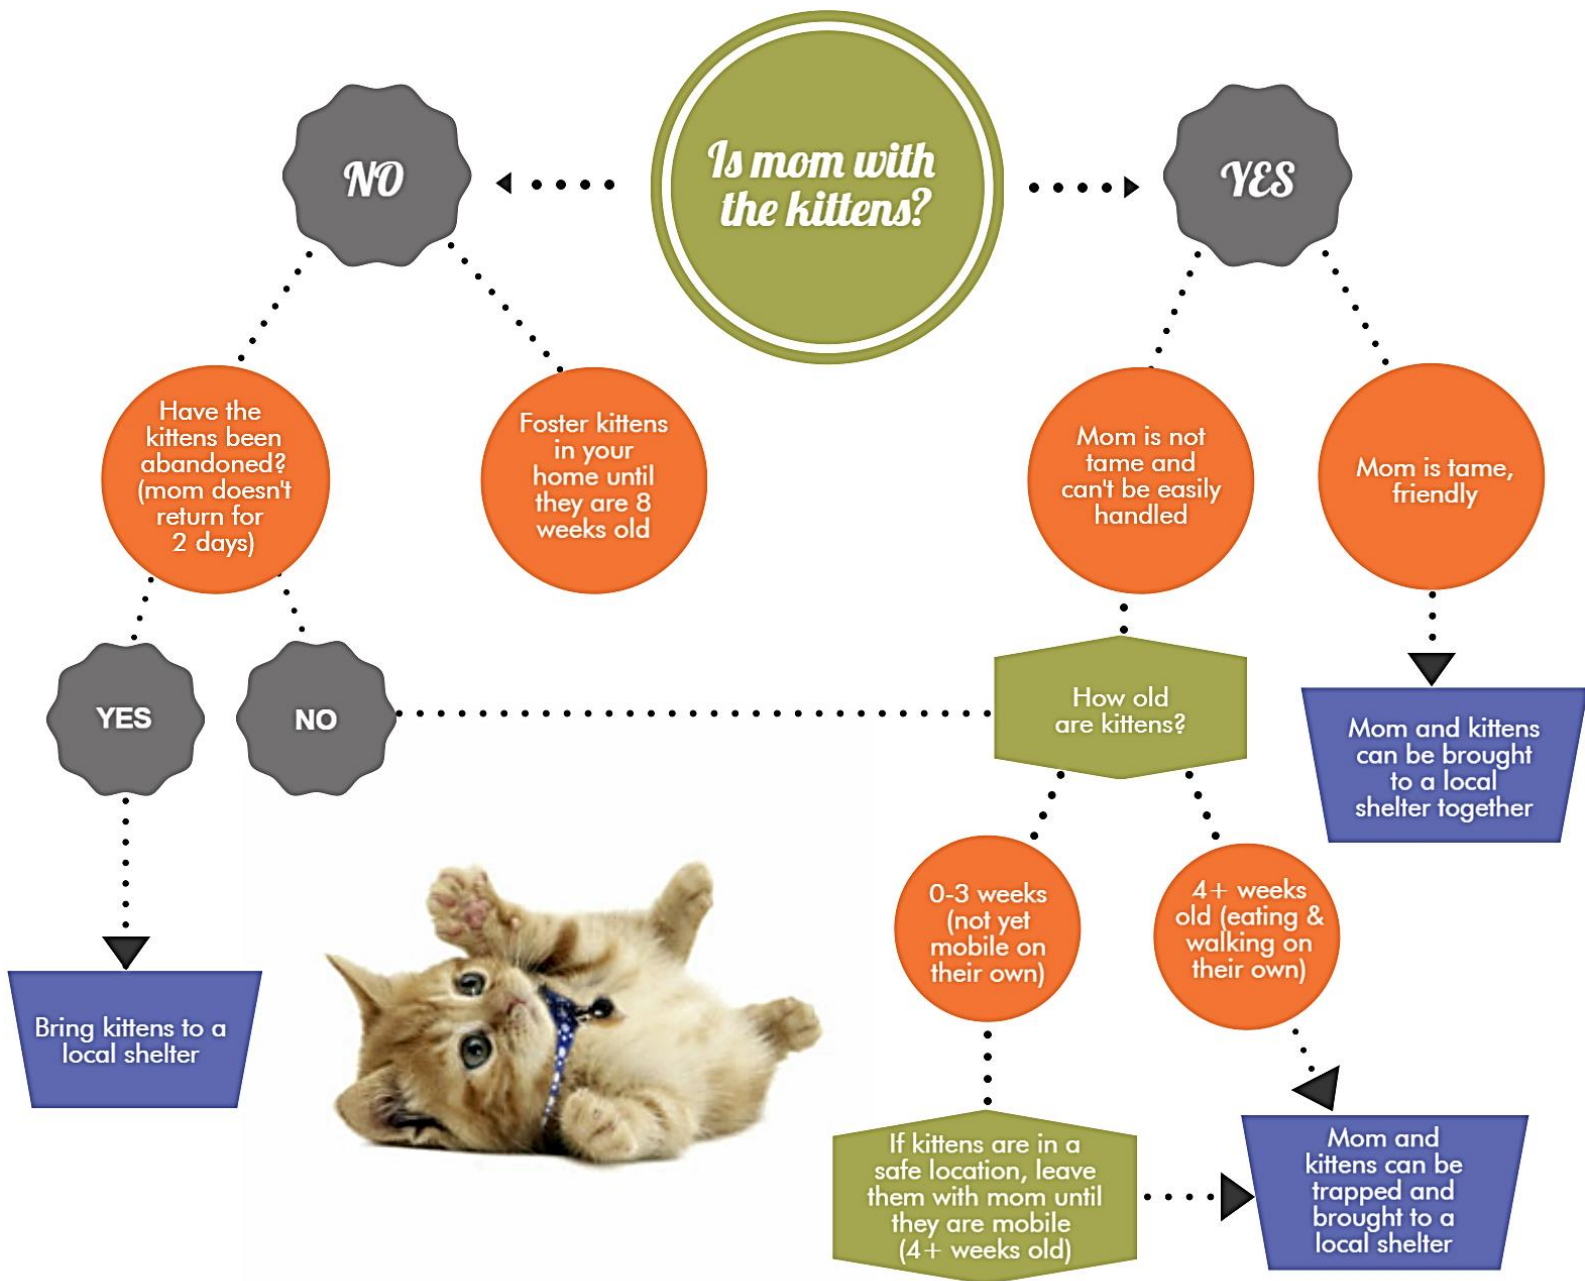 Is mom with
the kittens?
NO
YES
Have the
kittens been
abandoned?
(mom doesn't
return for
2 days)
Foster kittens
in your
home until
they are 8
weeks old
Mom is not
tame and
can't be easily
handled
Mom is tame,
friendly
YES
NO
How old
are kittens?
Mom and kittens
can be brought
to a local
shelter together
0-3 weeks
(not yet
mobile on
their own)
4+ weeks
old (eating &
walking on
their own)
Bring kittens to a
local shelter
If kittens are in a
safe location, leave
them with mom until
they are mobile
(4+ weeks old)
Mom and
kittens can be
trapped and
brought to a
local shelter